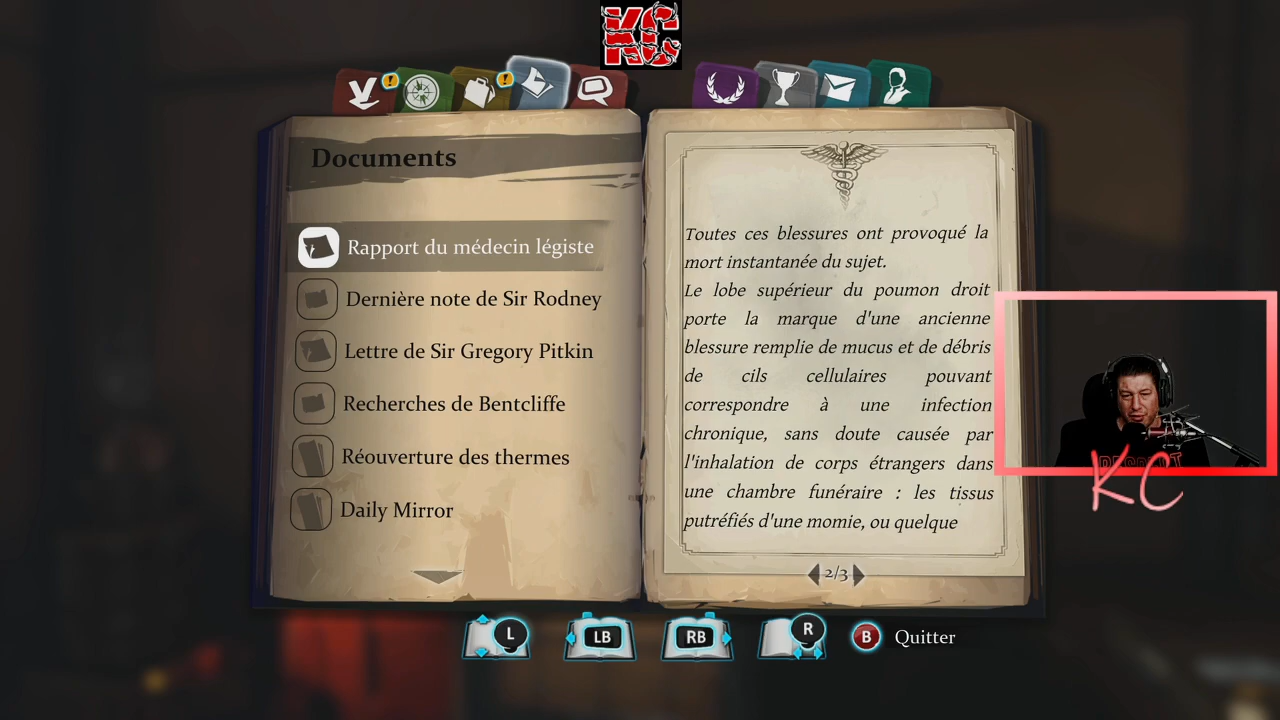 KC
Documents
Rapport du médecin légiste
Dernière note de Sir Rodney
Lettre de Sir Gregory Pitkin
Recherches de Bentcliffe
Réouverture des thermes
Daily Mirror
Toutes ces blessures ont provoqué la
mort instantanée du sujet.
Le lobe supérieur du poumon droit
porte la marque d'une ancienne
blessure remplie de mucus et de débris
de cils cellulaires pouvant
correspondre à une infection
chronique, sans doute causée par
l'inhalation de corps étrangers dans
une chambre funéraire : les tissus
putréfiés d'une momie, ou quelque
2/3
KC
L
LB
RB
R
B Quitter